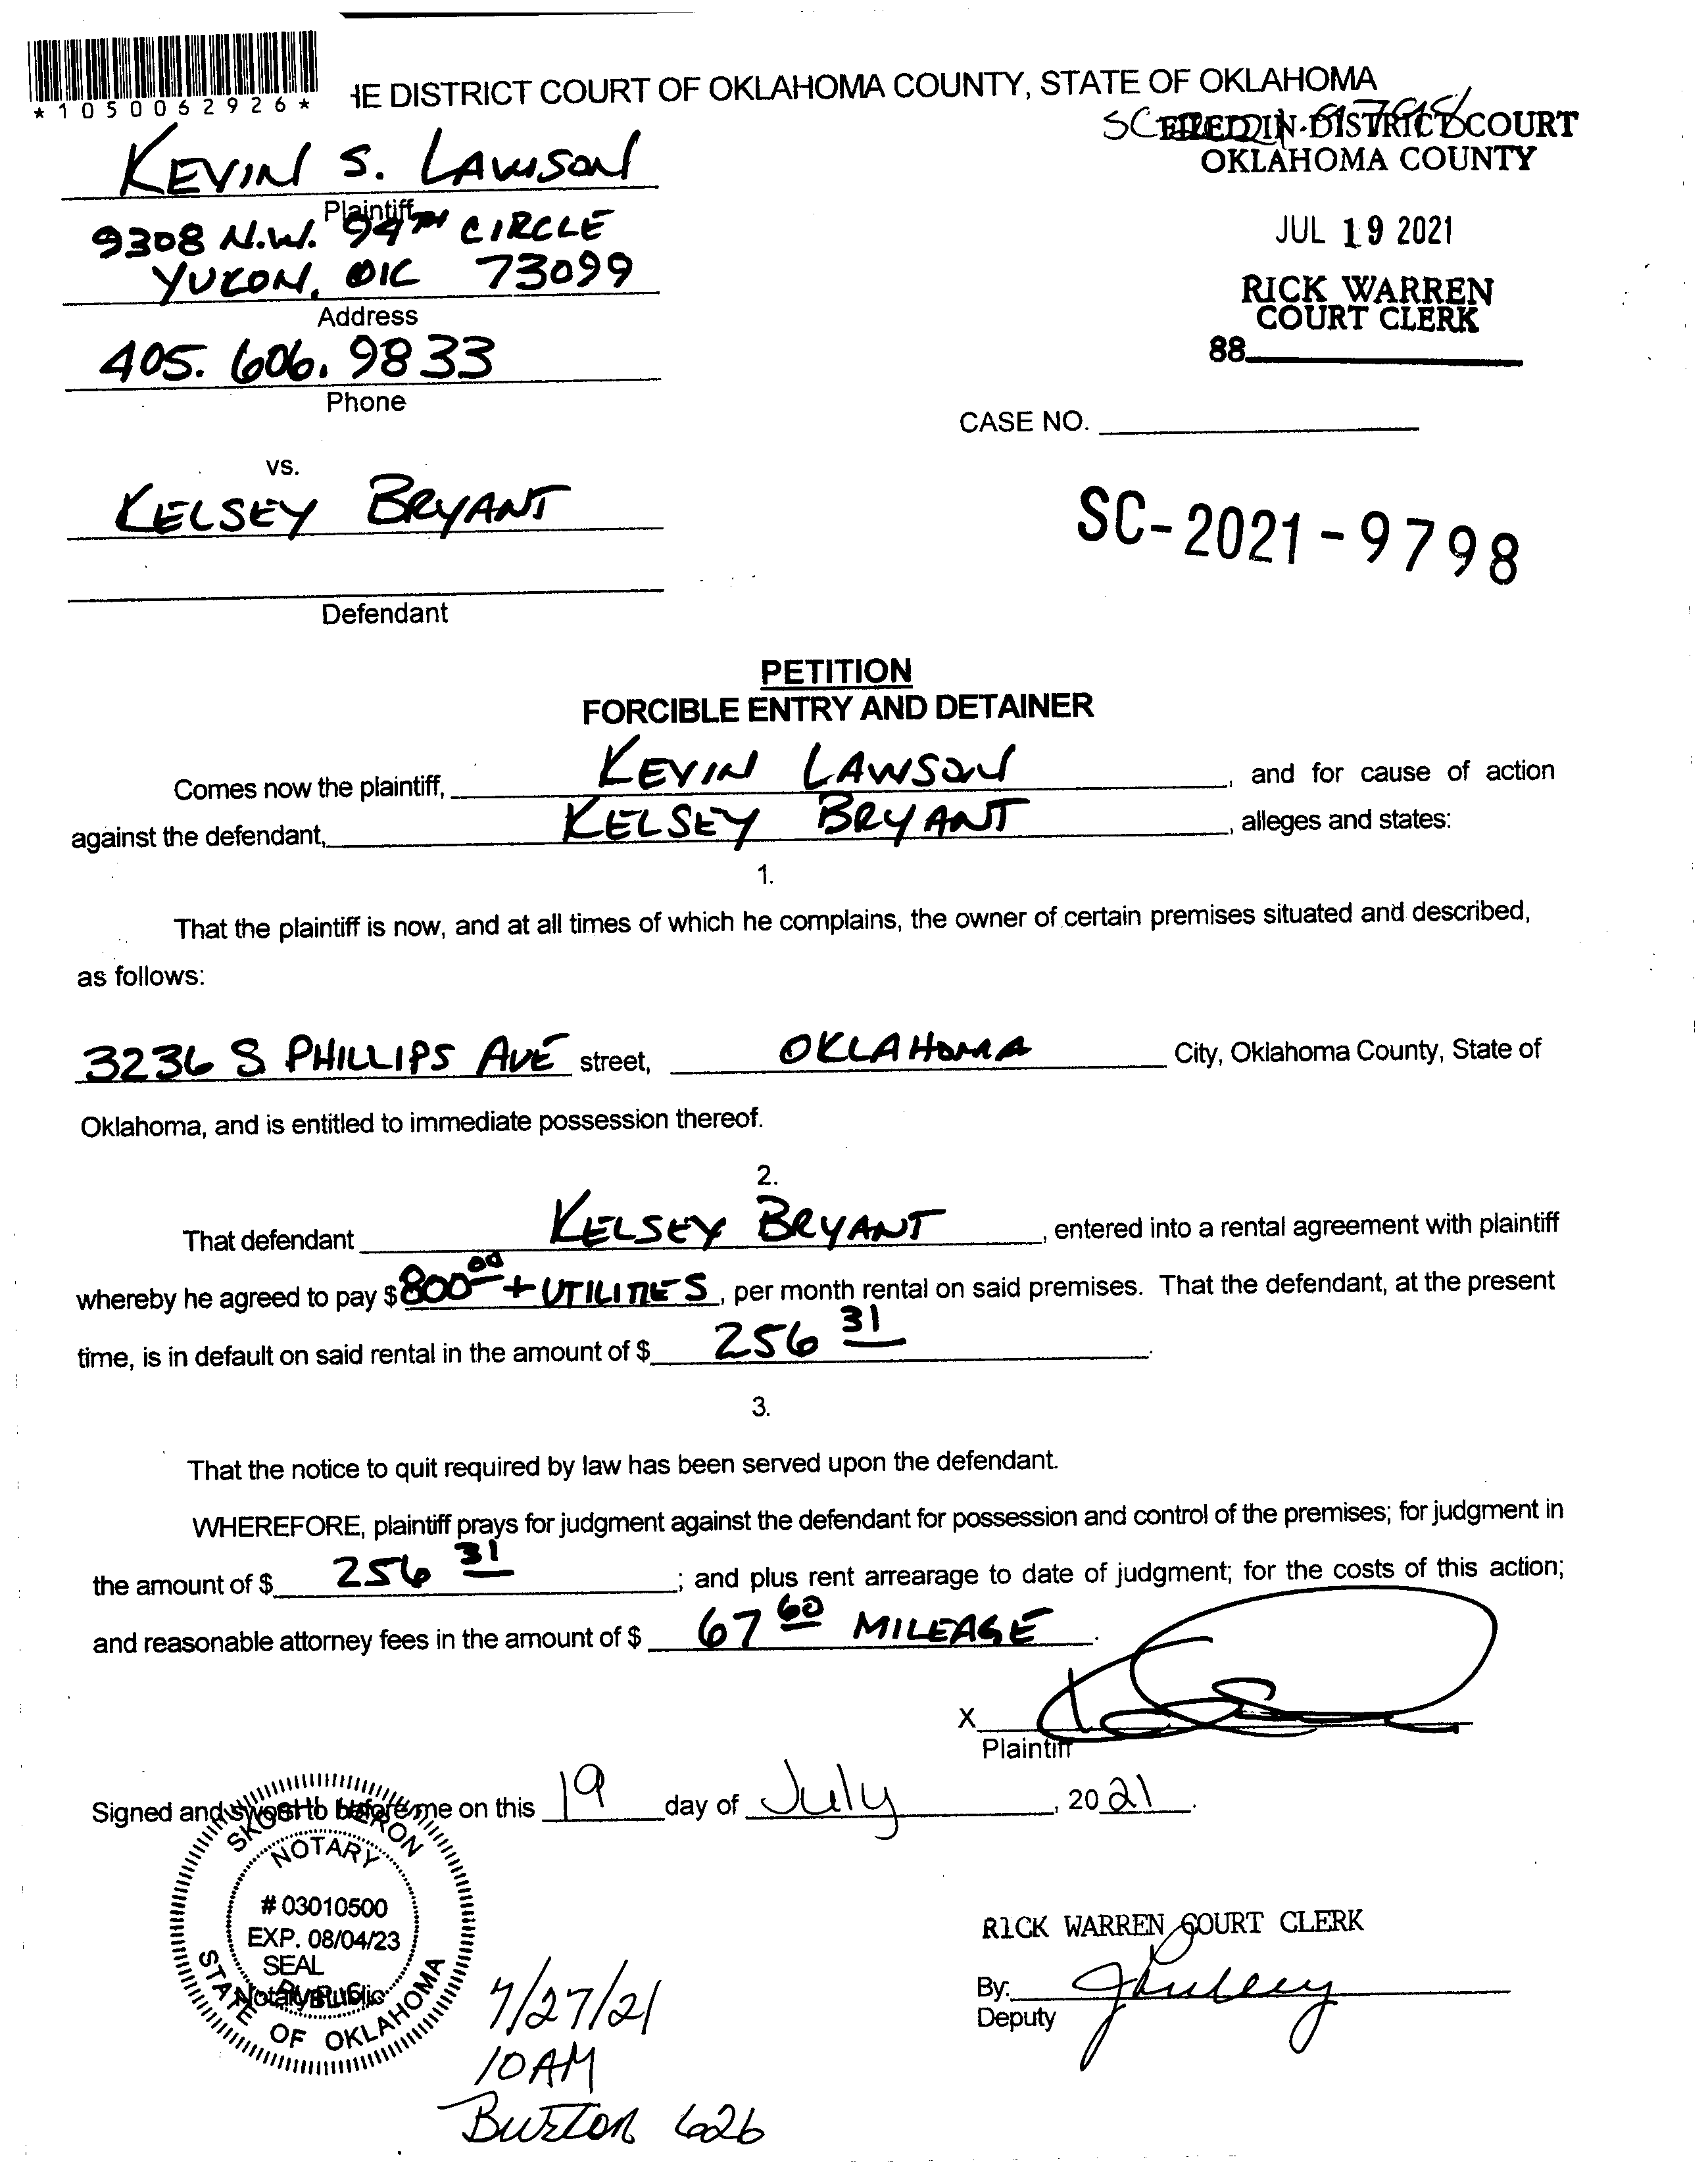 *1050062926*
HE DISTRICT COURT OF OKLAHOMA COUNTY, STATE OF OKLAHOMA
FILED IN DISTRICT COURT
OKLAHOMA COUNTY
JUL 19 2021
RICK WARREN
COURT CLERK
88
KEVIN S. LAWSON
Plaintiff
9308 N.W. 94TH CIRCLE
YUKON, OK 73099
Address
405. 606. 9833
Phone
CASE NO.
vs.
KELSEY BRYANT
SC-2021-9798
Defendant
PETITION
FORCIBLE ENTRY AND DETAINER
Comes now the plaintiff, KEVIN LAWSON, and for cause of action
against the defendant, KELSEY BRYANT, alleges and states:
1.
That the plaintiff is now, and at all times of which he complains, the owner of certain premises situated and described,
as follows:
3236 S PHILLIPS AVE street, OKLAHOMA City, Oklahoma County, State of
Oklahoma, and is entitled to immediate possession thereof.
2.
That defendant KELSEY BRYANT, entered into a rental agreement with plaintiff
whereby he agreed to pay $800 00 + UTILITIES, per month rental on said premises. That the defendant, at the present
time, is in default on said rental in the amount of $ 256 31.
3.
That the notice to quit required by law has been served upon the defendant.
WHEREFORE, plaintiff prays for judgment against the defendant for possession and control of the premises; for judgment in
the amount of $ 256 31; and plus rent arrearage to date of judgment; for the costs of this action;
and reasonable attorney fees in the amount of $ 67 60 MILEAGE.
X
Plaintiff
Signed and sworn to before me on this 19 day of July, 2021.
NOTARY
# 03010500
EXP. 08/04/23
SEAL
Notary Public
STATE OF OKLAHOMA
RICK WARREN COURT CLERK
By:
Deputy
7/27/21
10AM
626